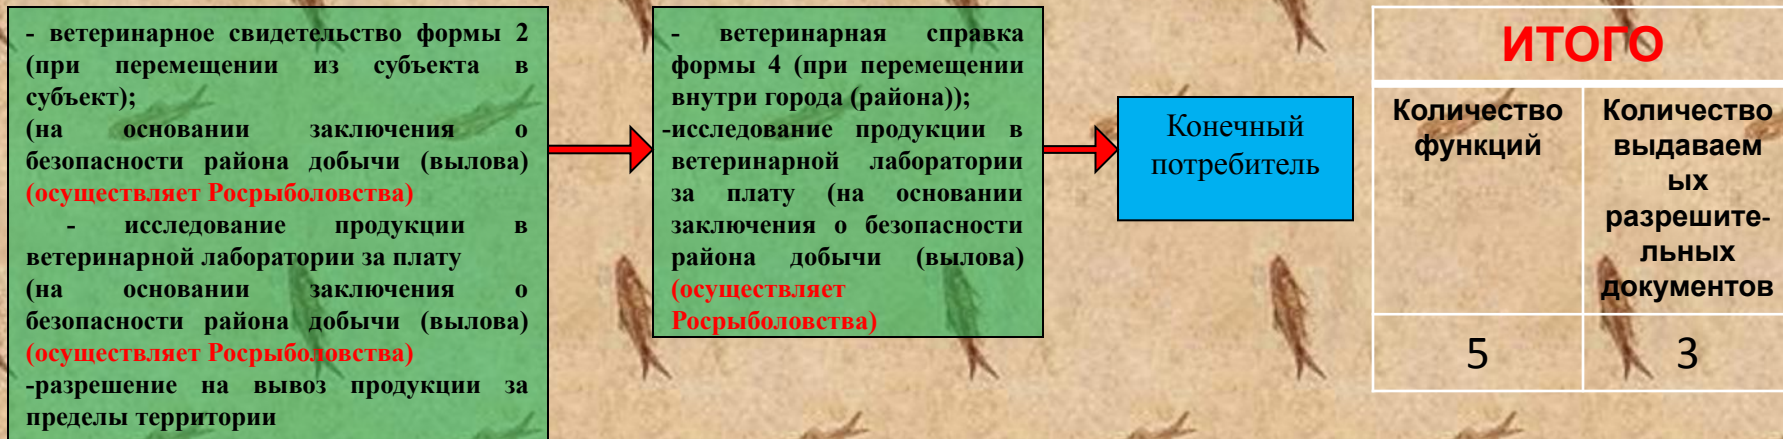 - ветеринарное свидетельство формы 2
(при перемещении из субъекта в
субъект);
(на основании заключения о
безопасности района добычи (вылова)
(осуществляет Росрыболовства)
- исследование продукции в
ветеринарной лаборатории за плату
(на основании заключения о
безопасности района добычи (вылова)
(осуществляет Росрыболовства)
-разрешение на вывоз продукции за
пределы территории
- ветеринарная справка
формы 4 (при перемещении
внутри города (района));
-исследование продукции в
ветеринарной лаборатории
за плату (на основании
заключения о безопасности
района добычи (вылова)
(осуществляет
Росрыболовства)
Конечный
потребитель
ИТОГО
Количество
функций
Количество
выдаваем
ых
разрешите-
льных
документов
5
3